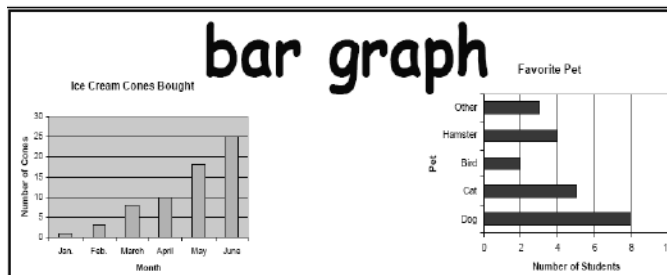 bar graph
Ice Cream Cones Bought
Number of Cones
30
25
20
15
10
5
0
Jan. Feb. March April May June
Month
Favorite Pet
Pet
Other
Hamster
Bird
Cat
Dog
0 2 4 6 8 10
Number of Students